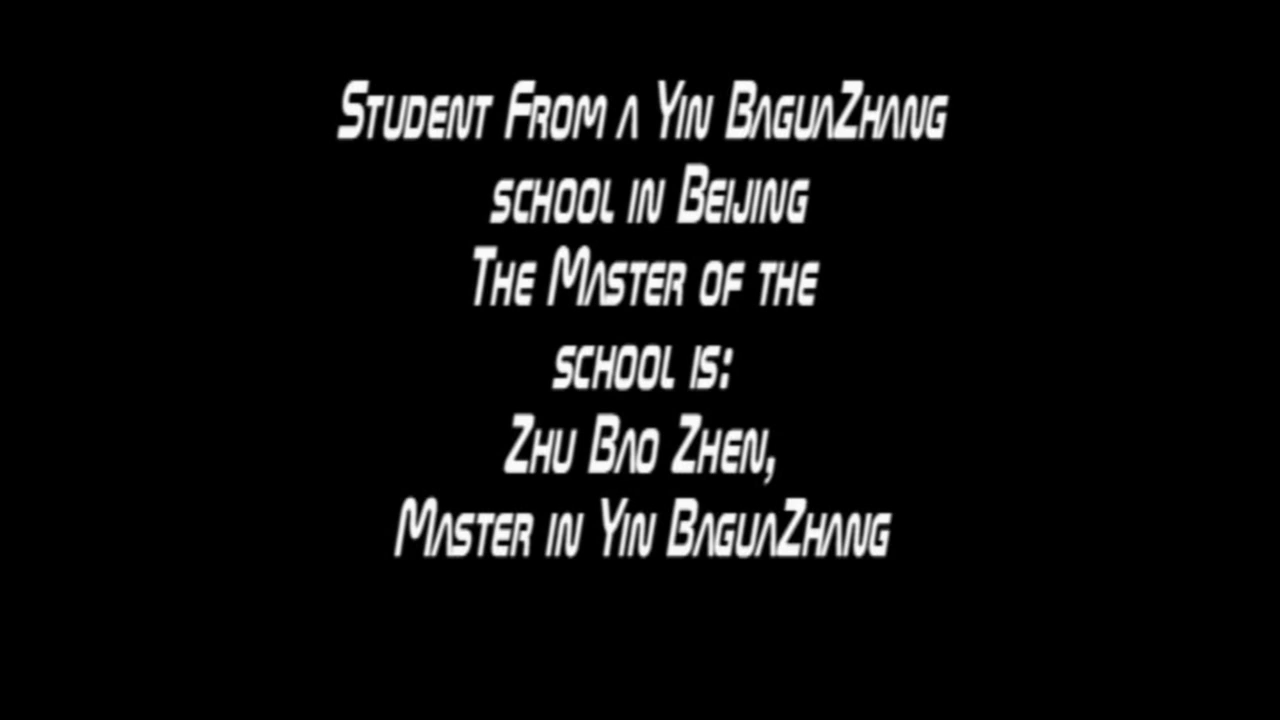 Student From a Yin BaguaZhang
school in Beijing
The Master of the
school is:
Zhu Bao Zhen,
Master in Yin BaguaZhang